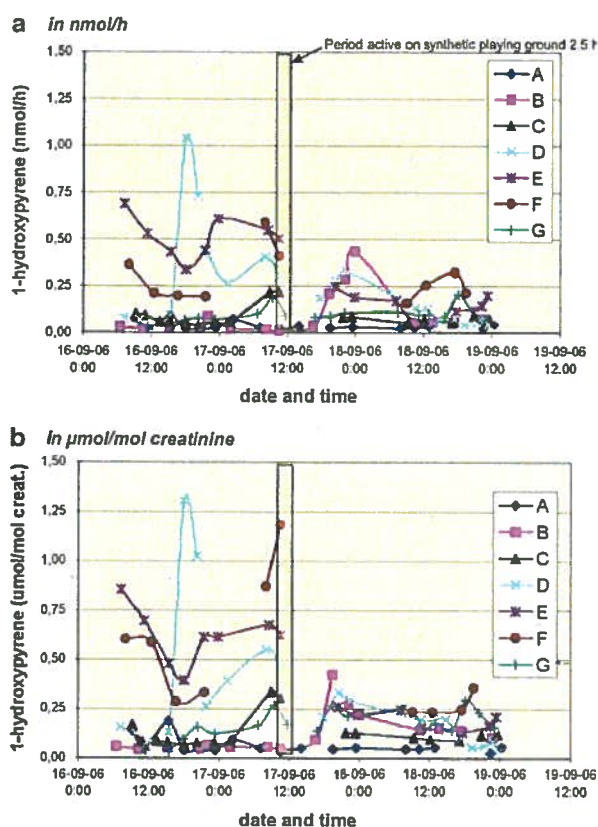 a in nmol/h
Period active on synthetic playing ground 2.5 h
1-hydroxypyrene (nmol/h)
1,50
1,25
1,00
0,75
0,50
0,25
0,00
A
B
C
D
E
F
G
16-09-06 16-09-06 17-09-06 17-09-06 18-09-06 18-09-06 19-09-06 19-09-06
0:00 12:00 0:00 12:00 0:00 12:00 0:00 12:00
date and time
b in µmol/mol creatinine
1-hydroxypyrene (umol/mol creat.)
1,50
1,25
1,00
0,75
0,50
0,25
0,00
A
B
C
D
E
F
G
16-09-06 16-09-06 17-09-06 17-09-06 18-09-06 18-09-06 19-09-06 19-09-06
0:00 12:00 0:00 12:00 0:00 12:00 0:00 12:00
date and time